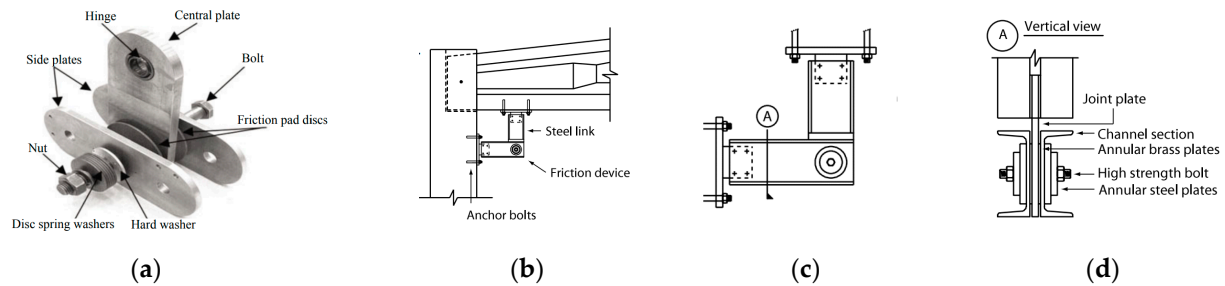 Hinge
Central plate
Side plates
Bolt
Friction pad discs
Nut
Disc spring washers
Hard washer
(a)
Steel link
Friction device
Anchor bolts
(b)
A
(c)
A
Vertical view
Joint plate
Channel section
Annular brass plates
High strength bolt
Annular steel plates
(d)